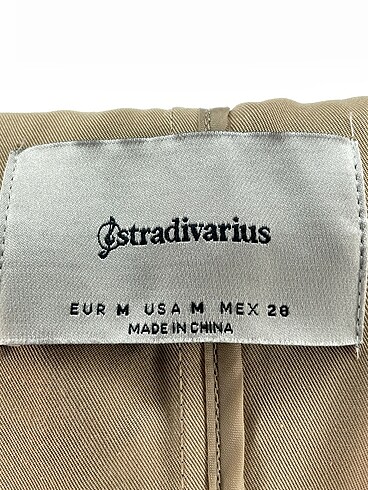 stradivarius
EUR M USA M MEX 28
MADE IN CHINA